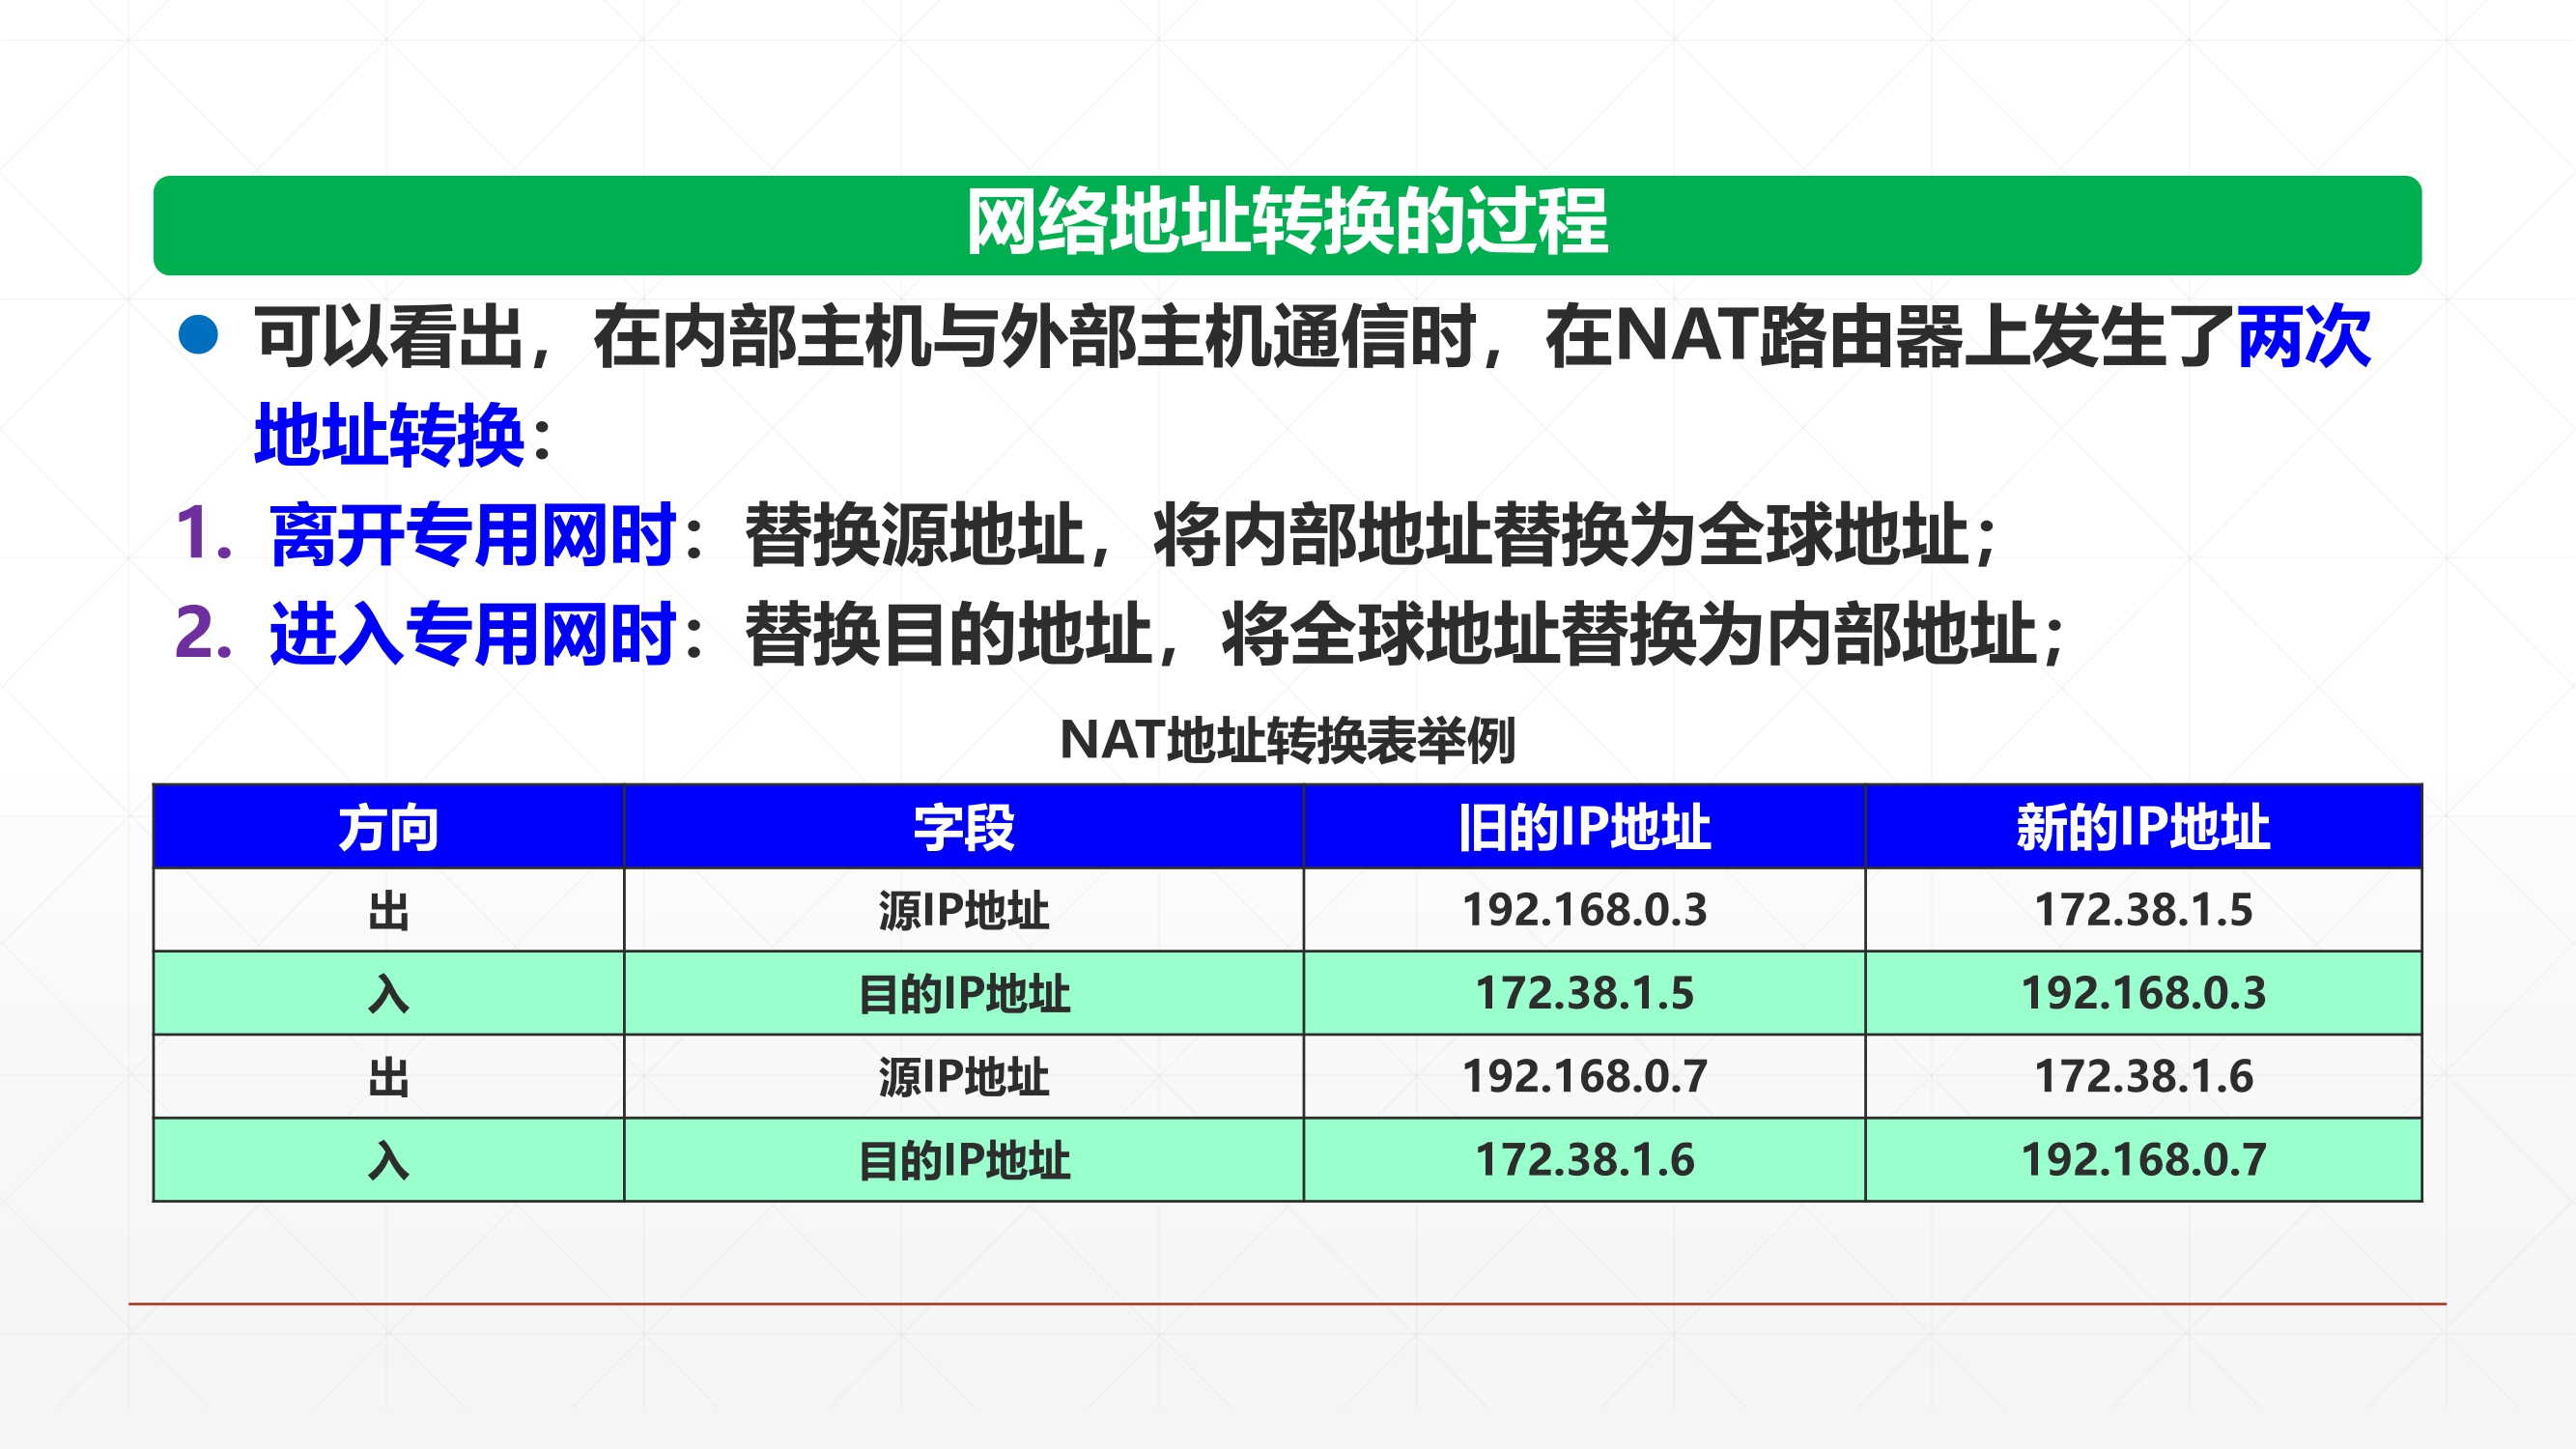 网络地址转换的过程
● 可以看出，在内部主机与外部主机通信时，在NAT路由器上发生了两次
地址转换：
1. 离开专用网时：替换源地址，将内部地址替换为全球地址；
2. 进入专用网时：替换目的地址，将全球地址替换为内部地址；
NAT地址转换表举例
方向 字段 旧的IP地址 新的IP地址
出 源IP地址 192.168.0.3 172.38.1.5
入 目的IP地址 172.38.1.5 192.168.0.3
出 源IP地址 192.168.0.7 172.38.1.6
入 目的IP地址 172.38.1.6 192.168.0.7